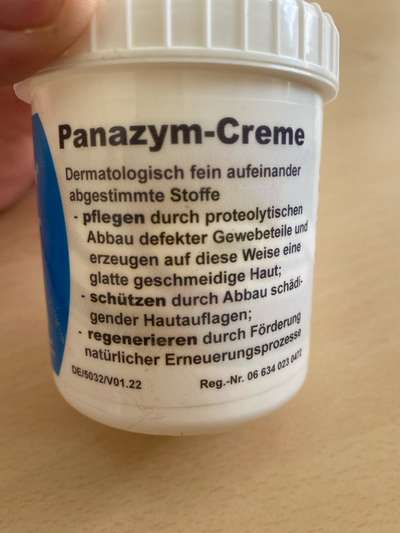 Panazym-Creme
Dermatologisch fein aufeinander
abgestimmte Stoffe
- pflegen durch proteolytischen
Abbau defekter Gewebeteile und
erzeugen auf diese Weise eine
glatte geschmeidige Haut;
- schützen durch Abbau schädi-
gender Hautauflagen;
- regenerieren durch Förderung
natürlicher Erneuerungsprozesse
DE/5032/V01.22 Reg.-Nr. 06 634 023 0472